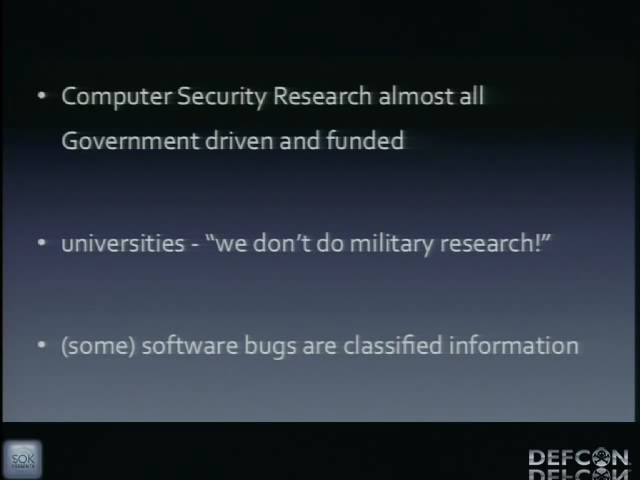 • Computer Security Research almost all
Government driven and funded
• universities - “we don’t do military research!”
• (some) software bugs are classified information
SOK
DEFCON